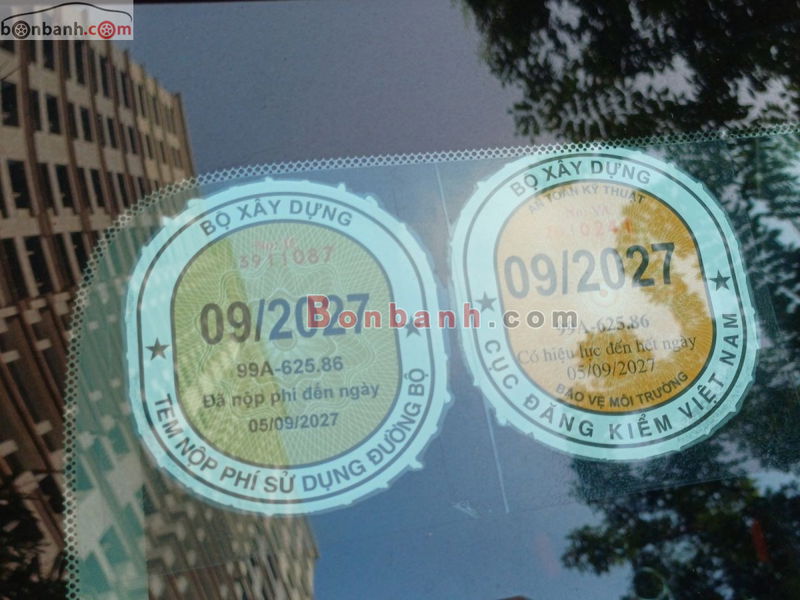 bonbanh.com
BỘ XÂY DỰNG
3911087
09/2027
99A-625.86
Đã nộp phí đến ngày
05/09/2027
TEM NỘP PHÍ SỬ DỤNG ĐƯỜNG BỘ
BỘ XÂY DỰNG
AN TOÀN KỸ THUẬT
09/2027
99A-625.86
Có hiệu lực đến hết ngày
05/09/2027
BẢO VỆ MÔI TRƯỜNG
CỤC ĐĂNG KIỂM VIỆT NAM
Bonbanh.com